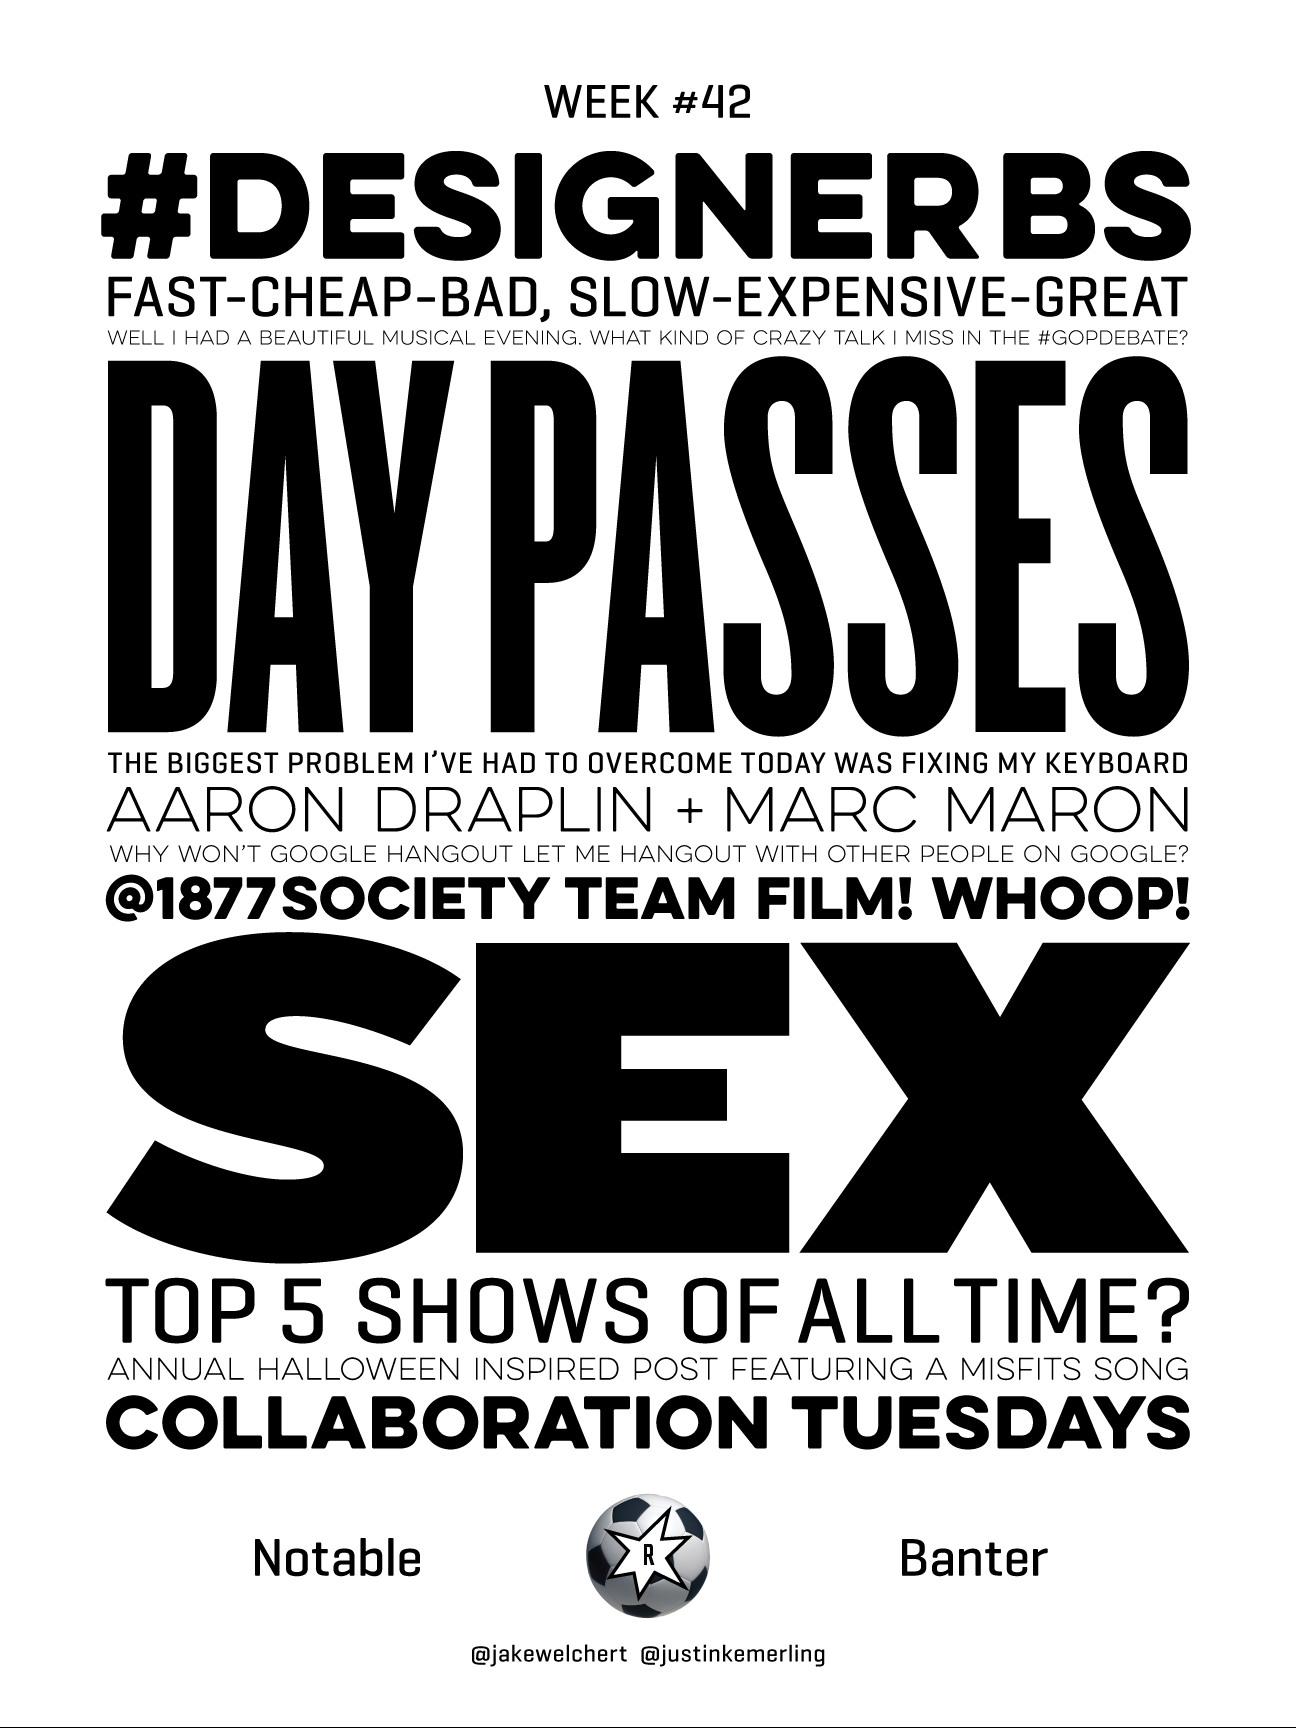 WEEK #42
#DESIGNERBS
FAST-CHEAP-BAD, SLOW-EXPENSIVE-GREAT
WELL I HAD A BEAUTIFUL MUSICAL EVENING. WHAT KIND OF CRAZY TALK I MISS IN THE #GOPDEBATE?
DAY PASSES
THE BIGGEST PROBLEM I'VE HAD TO OVERCOME TODAY WAS FIXING MY KEYBOARD
AARON DRAPLIN + MARC MARON
WHY WON'T GOOGLE HANGOUT LET ME HANGOUT WITH OTHER PEOPLE ON GOOGLE?
@1877SOCIETY TEAM FILM! WHOOP!
SEX
TOP 5 SHOWS OF ALL TIME?
ANNUAL HALLOWEEN INSPIRED POST FEATURING A MISFITS SONG
COLLABORATION TUESDAYS
Notable R Banter
@jakewelchert @justinkemerling